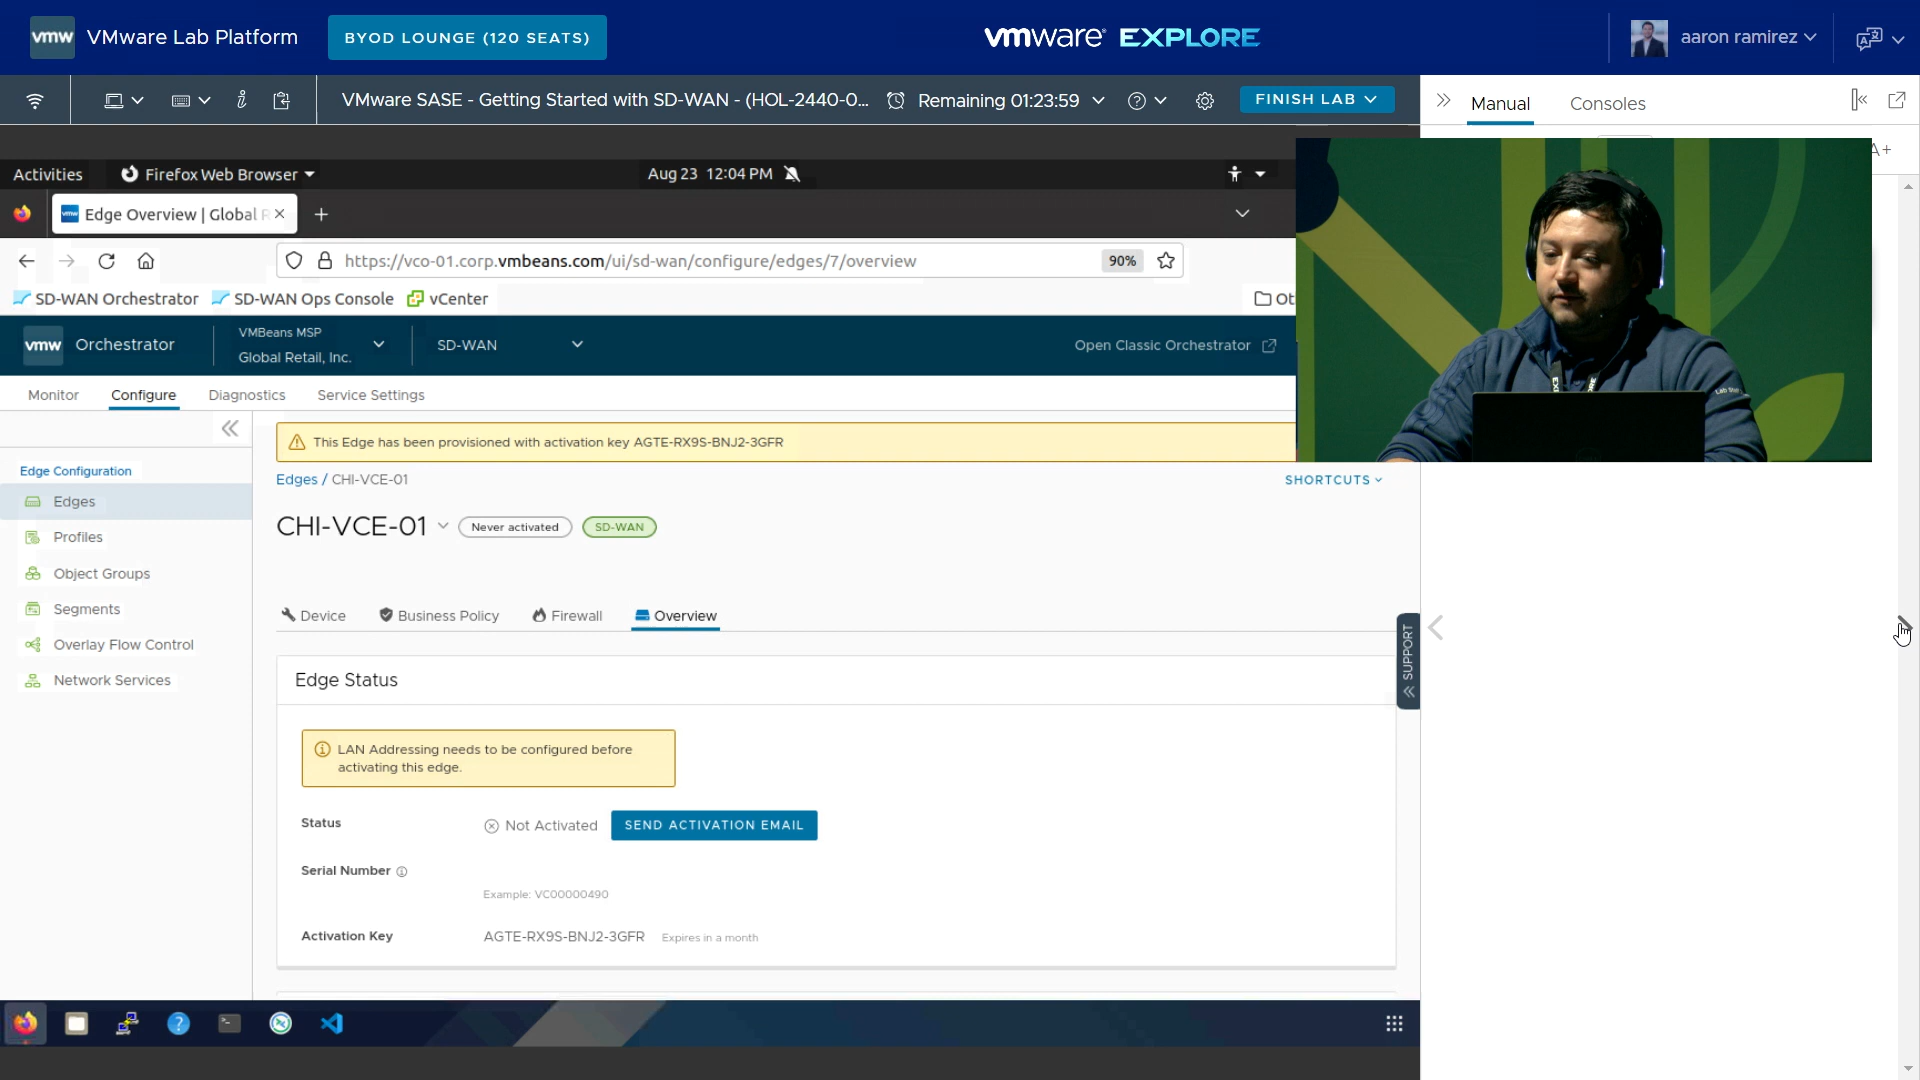 vmw VMware Lab Platform BYOD LOUNGE (120 SEATS) vmware® EXPLORE aaron ramirez
VMware SASE - Getting Started with SD-WAN - (HOL-2440-0... Remaining 01:23:59 FINISH LAB Manual Consoles
A+
Activities Firefox Web Browser Aug 23 12:04 PM
vmw Edge Overview | Global R
https://vco-01.corp.vmbeans.com/ui/sd-wan/configure/edges/7/overview 90%
SD-WAN Orchestrator SD-WAN Ops Console vCenter Ot
vmw Orchestrator VMBeans MSP
Global Retail, Inc. SD-WAN Open Classic Orchestrator
Monitor Configure Diagnostics Service Settings
This Edge has been provisioned with activation key AGTE-RX9S-BNJ2-3GFR
Edge Configuration
Edges
Profiles
Object Groups
Segments
Overlay Flow Control
Network Services
Edges / CHI-VCE-01 SHORTCUTS
CHI-VCE-01 Never activated SD-WAN
Device Business Policy Firewall Overview
SUPPORT
Edge Status
LAN Addressing needs to be configured before
activating this edge.
Status Not Activated SEND ACTIVATION EMAIL
Serial Number
Example: VC00000490
Activation Key AGTE-RX9S-BNJ2-3GFR Expires in a month